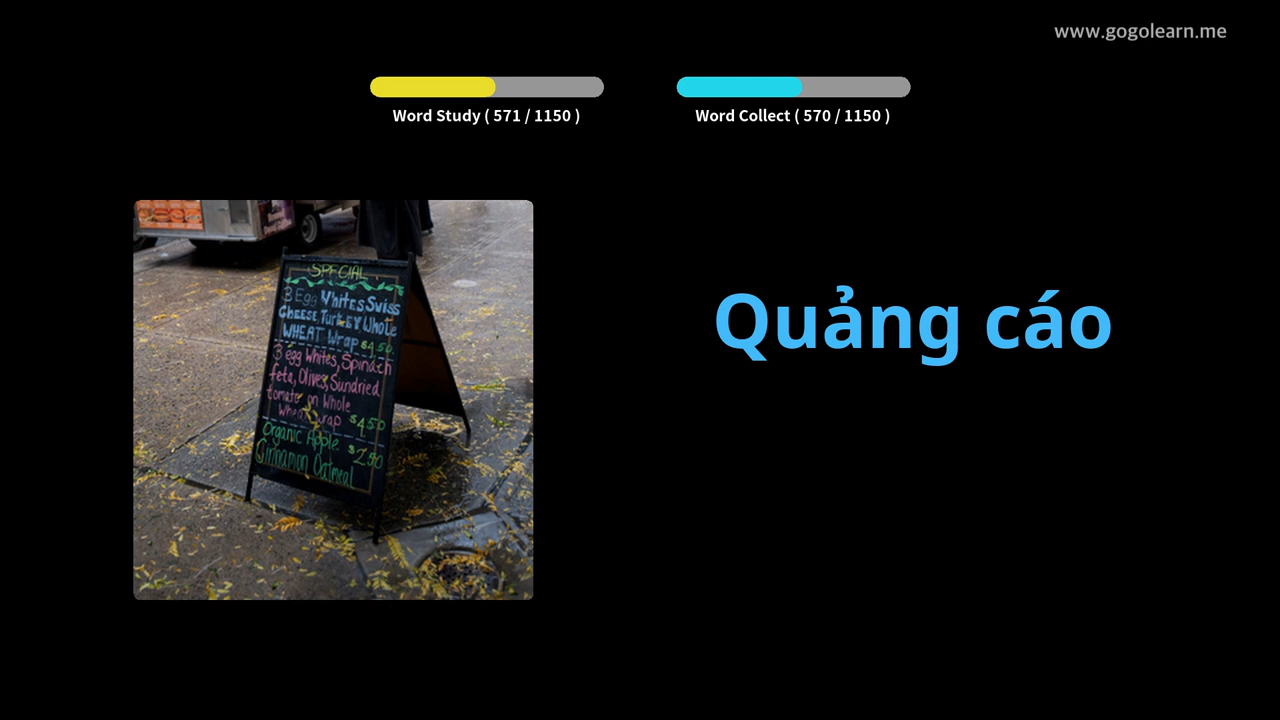 www.gogolearn.me
Word Study ( 571 / 1150 )
Word Collect ( 570 / 1150 )
SPECIAL
3 Egg Whites, Swiss
Cheese, Turkey Whole
WHEAT Wrap $4.50
3 egg Whites, Spinach
feta, Olives, Sundried
tomato on Whole
Wheat wrap $4.50
Organic Apple
Cinnamon Oatmeal $2.50
Quảng cáo